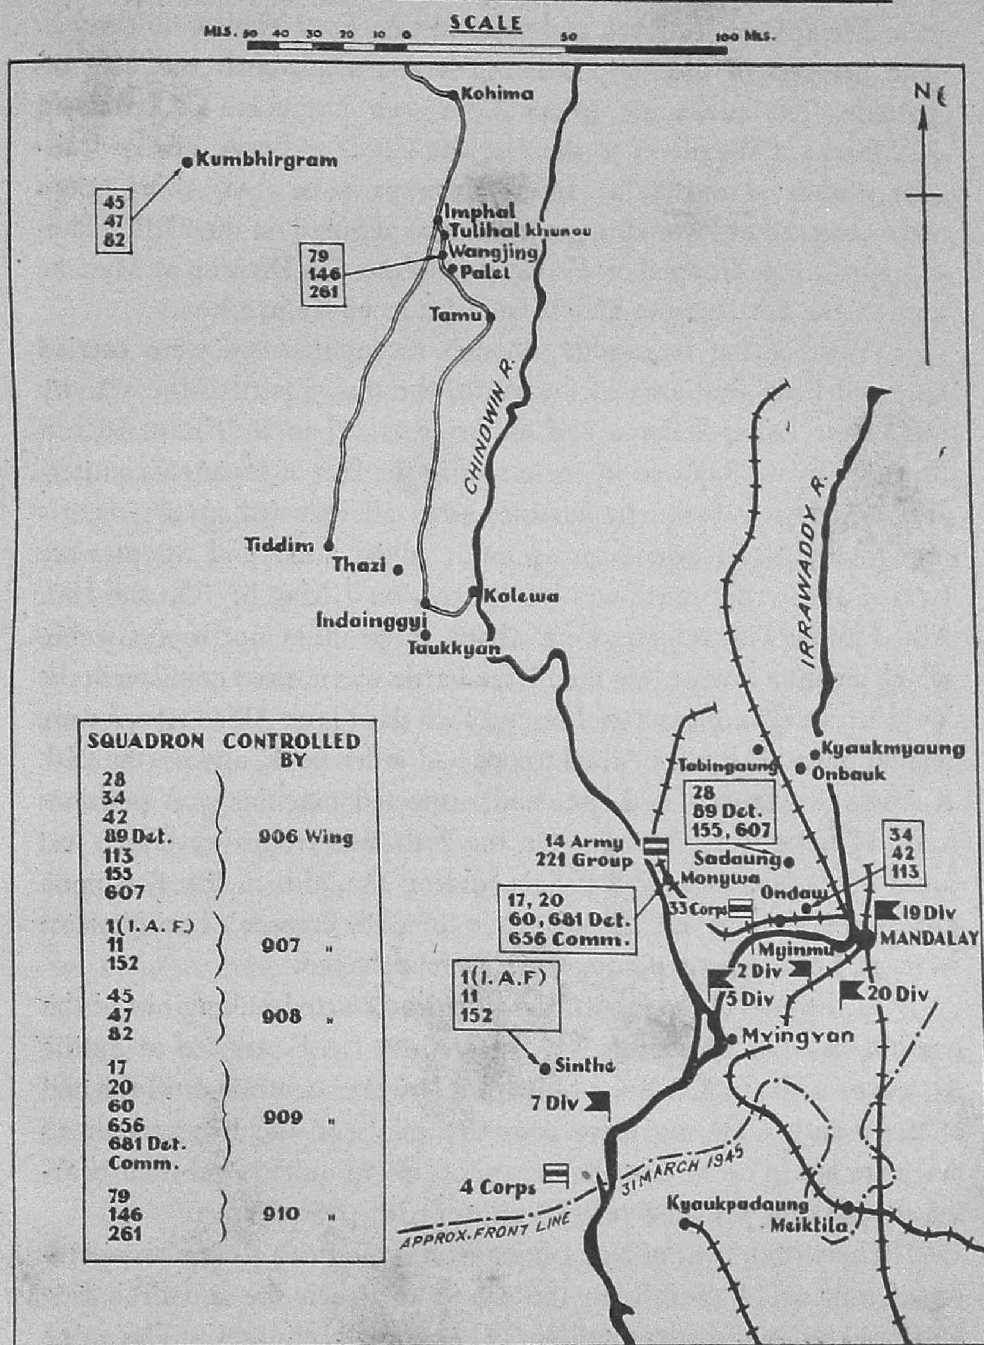 SCALE
MLS. 50 40 30 20 10 0 50 100 MLS.
N
Kohima
Kumbhirgram
45
47
82
Imphal
Tulihal khunou
Wangjing
79
146
261
Palel
Tamu
CHINDWIN R.
IRRAWADDY R.
Tiddim
Thazi
Kalewa
Indainggyi
Taukkyan
SQUADRON CONTROLLED BY
28
34
42
89 Det. 906 Wing
113
155
607
1(I.A.F.)
11 907 "
152
45
47 908 "
82
17
20
60
656 909 "
681 Det.
Comm.
79
146 910 "
261
Kyaukmyaung
Tabingaung
Onbauk
28
89 Det.
155, 607
14 Army
221 Group
Sadaung
34
42
113
Monywa
Ondaw
17, 20
60, 681 Det.
656 Comm.
33 Corps
19 Div
MANDALAY
Myinmu
2 Div
5 Div
20 Div
1(I.A.F)
11
152
Myingyan
Sinthe
7 Div
4 Corps
31 MARCH 1945
APPROX. FRONT LINE
Kyaukpadaung
Meiktila